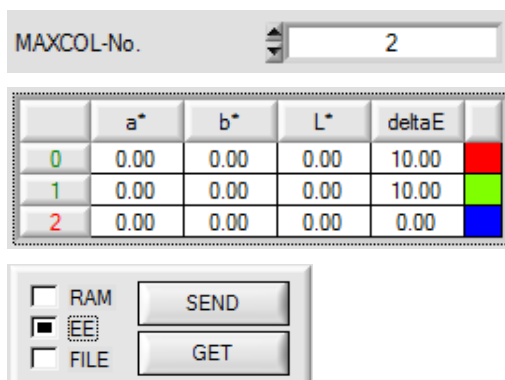 MAXCOL-No. 2
a* b* L* deltaE
0 0.00 0.00 0.00 10.00
1 0.00 0.00 0.00 10.00
2 0.00 0.00 0.00 0.00
RAM SEND
EE
FILE GET